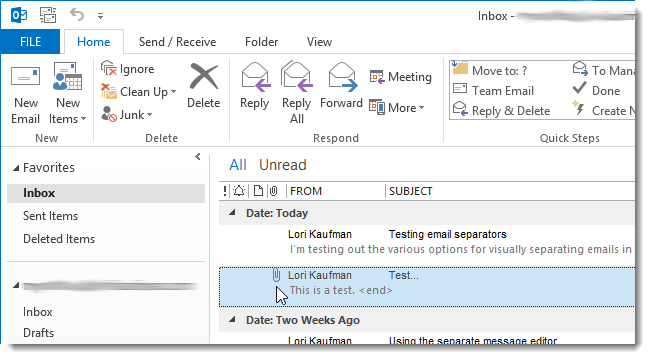 Inbox -
FILE Home Send / Receive Folder View
New Email
New Items
Ignore
Clean Up
Junk
Delete
Reply
Reply All
Forward
Meeting
More
Move to: ?
Team Email
Reply & Delete
To Mana
Done
Create N
New Delete Respond Quick Steps
Favorites
Inbox
Sent Items
Deleted Items
Inbox
Drafts
All Unread
! FROM SUBJECT
Date: Today
Lori Kaufman Testing email separators
I'm testing out the various options for visually separating emails in
Lori Kaufman Test...
This is a test. <end>
Date: Two Weeks Ago
Lori Kaufman Using the separate message editor